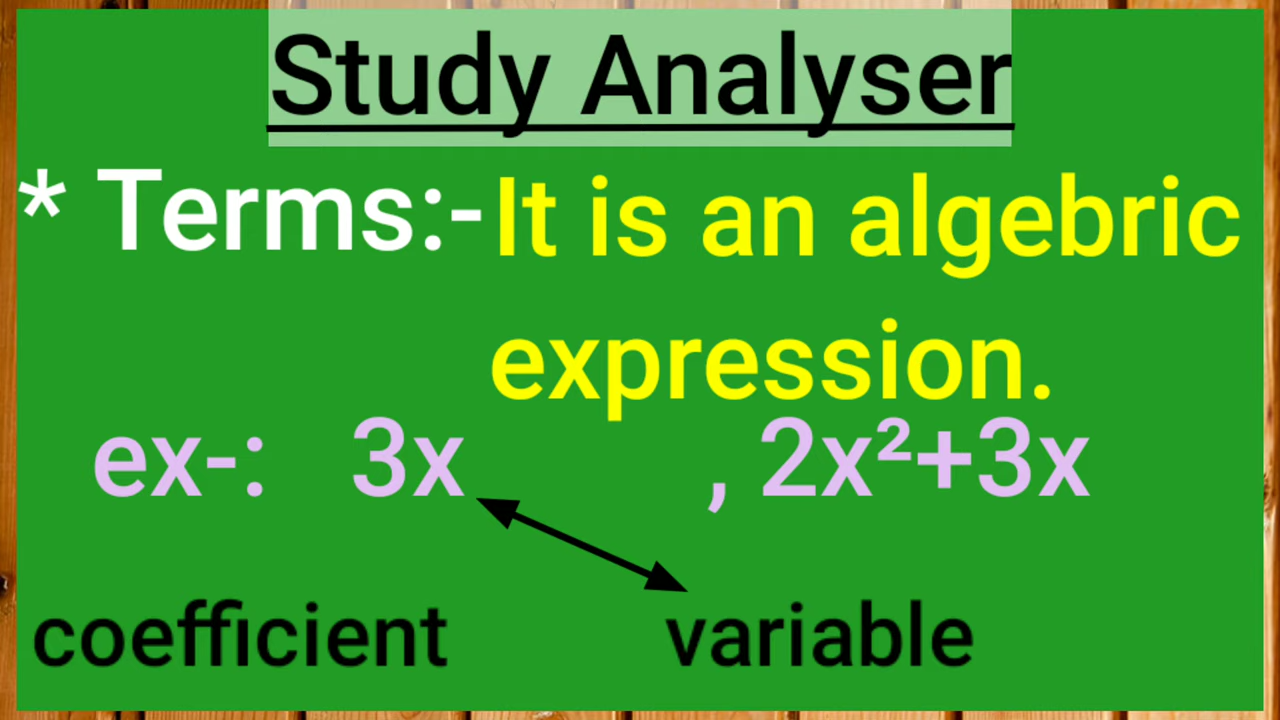 Study Analyser
* Terms:- It is an algebric
expression.
ex-: 3x , 2x²+3x
coefficient variable